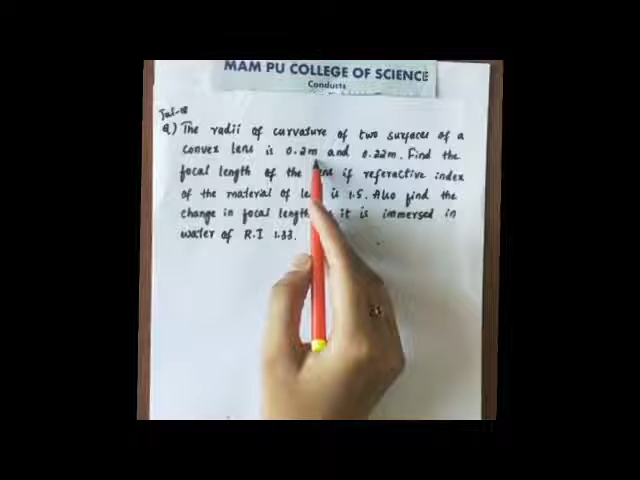 MAM PU COLLEGE OF SCIENCE
Conducts
Q) The radii of curvature of two surfaces of a
convex lens is 0.2m and 0.22m. Find the
focal length of the if referactive index
of the material of is 1.5. Also find the
change in focal length it is immersed in
water of R.I 1.33.